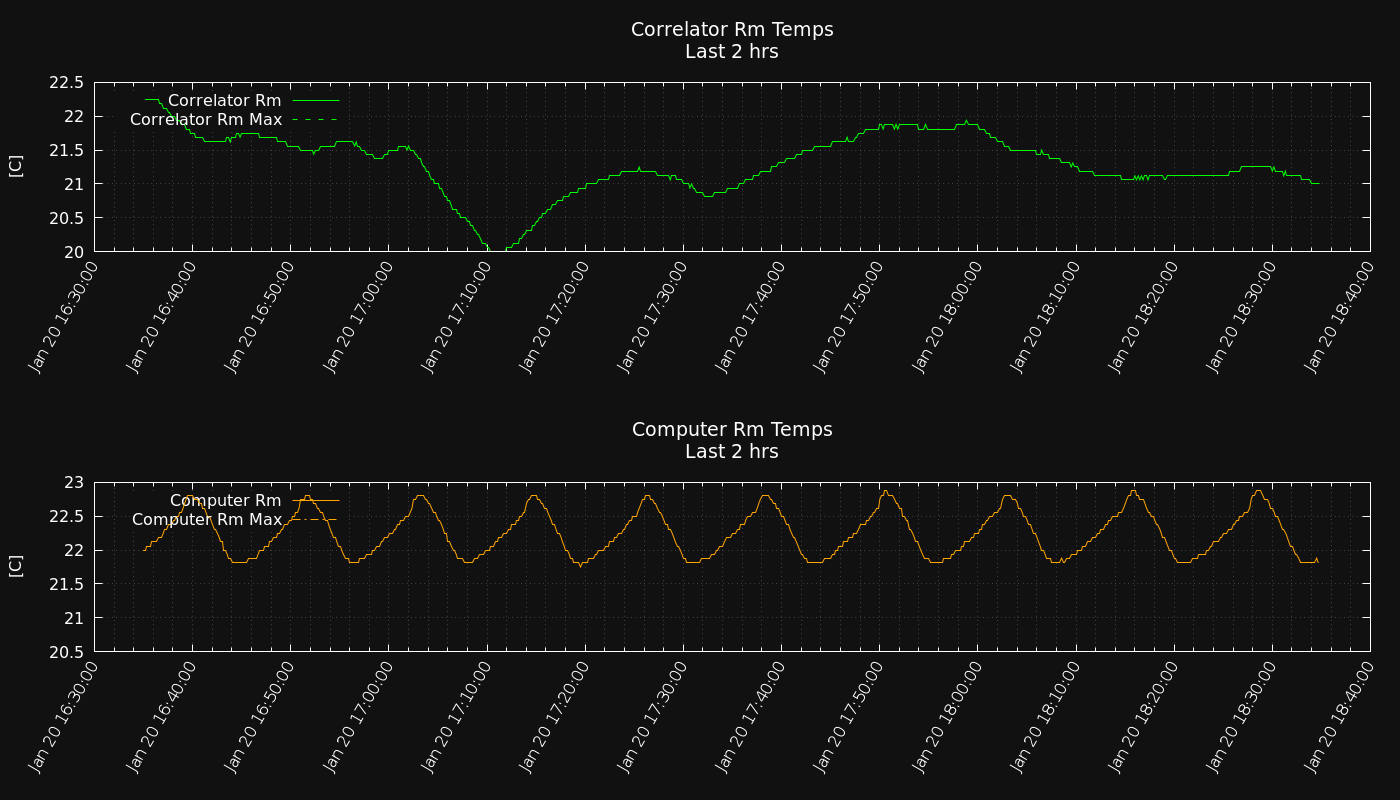 Correlator Rm Temps
Last 2 hrs
[C]
22.5
22
21.5
21
20.5
20
Correlator Rm
Correlator Rm Max
Jan 20 16:30:00
Jan 20 16:40:00
Jan 20 16:50:00
Jan 20 17:00:00
Jan 20 17:10:00
Jan 20 17:20:00
Jan 20 17:30:00
Jan 20 17:40:00
Jan 20 17:50:00
Jan 20 18:00:00
Jan 20 18:10:00
Jan 20 18:20:00
Jan 20 18:30:00
Jan 20 18:40:00
Computer Rm Temps
Last 2 hrs
[C]
23
22.5
22
21.5
21
20.5
Computer Rm
Computer Rm Max
Jan 20 16:30:00
Jan 20 16:40:00
Jan 20 16:50:00
Jan 20 17:00:00
Jan 20 17:10:00
Jan 20 17:20:00
Jan 20 17:30:00
Jan 20 17:40:00
Jan 20 17:50:00
Jan 20 18:00:00
Jan 20 18:10:00
Jan 20 18:20:00
Jan 20 18:30:00
Jan 20 18:40:00